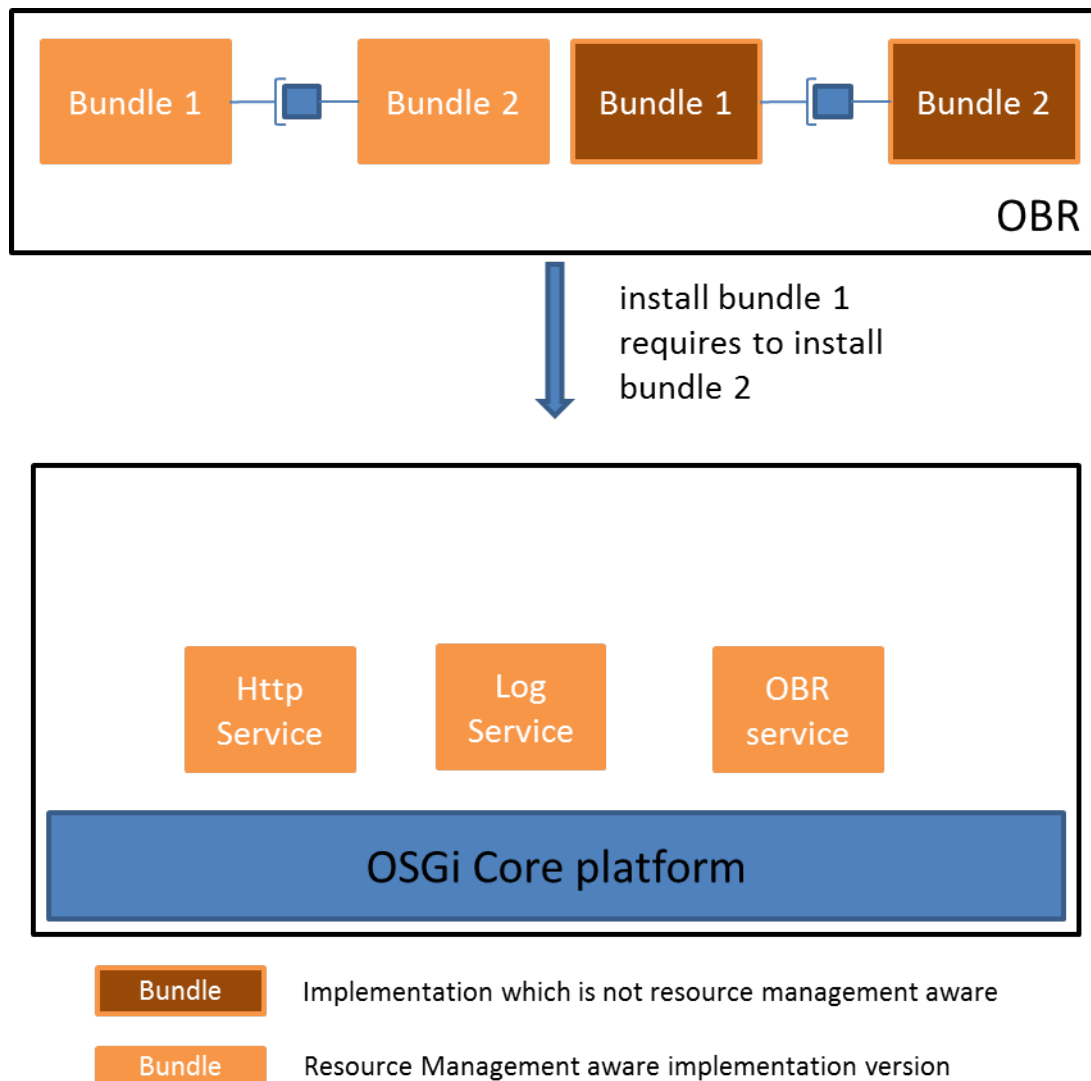 Bundle 1
Bundle 2
Bundle 1
Bundle 2
OBR
install bundle 1
requires to install
bundle 2
Http
Service
Log
Service
OBR
service
OSGi Core platform
Bundle
Implementation which is not resource management aware
Bundle
Resource Management aware implementation version